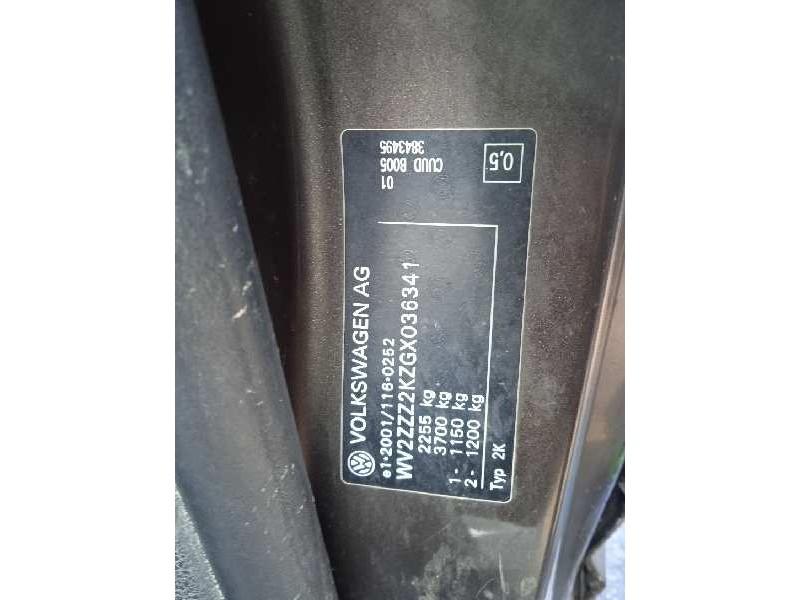 VOLKSWAGEN AG
e1*2001/116*0252
WV2ZZZ2KZGX036341
2255 kg
3700 kg
1 - 1150 kg
2 - 1200 kg
Typ 2K
01
CUUD B005
3843495
0,5